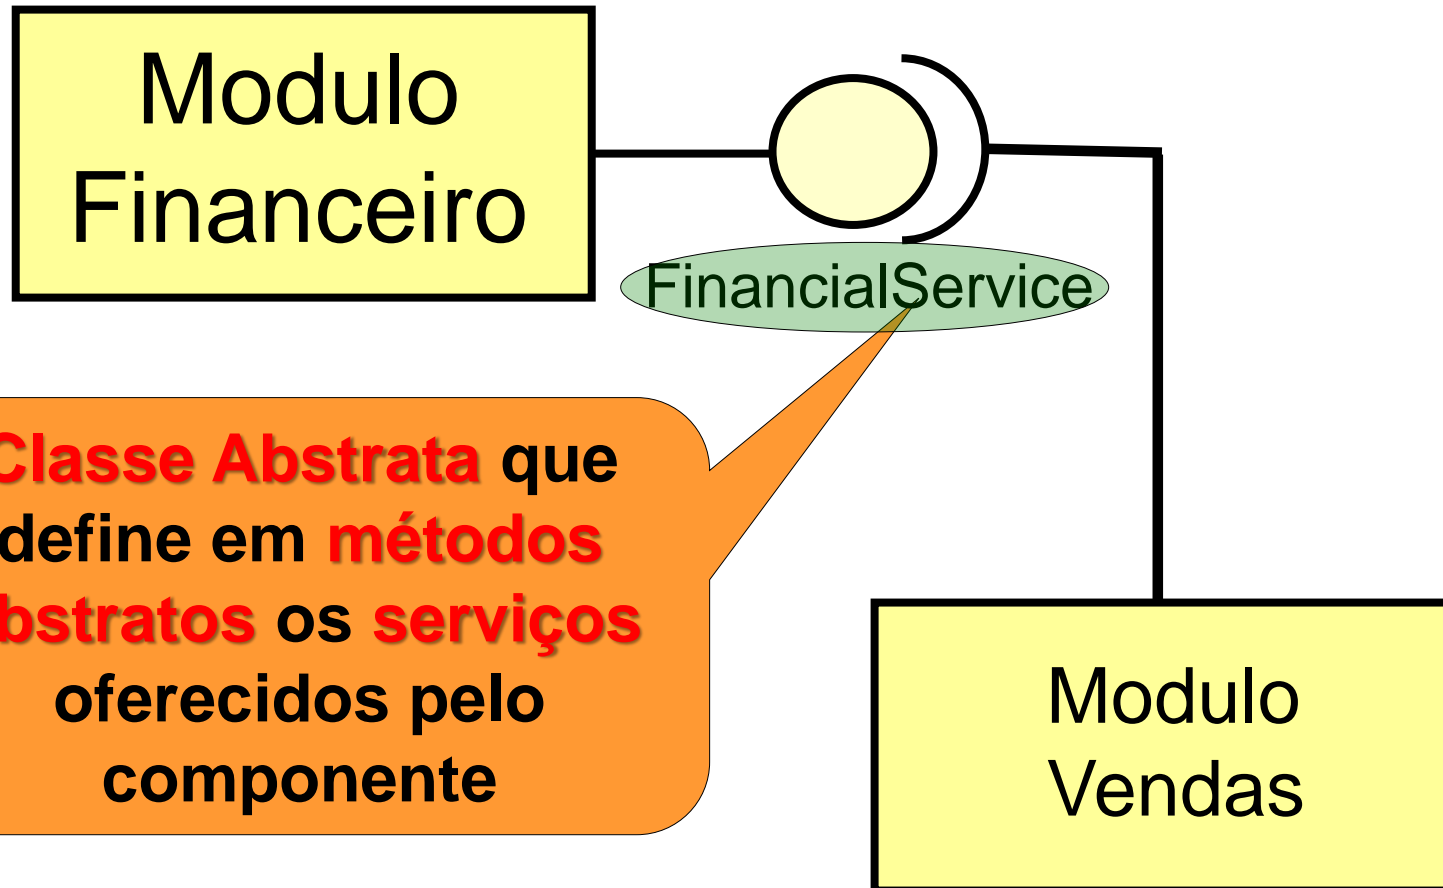 Modulo
Financeiro
FinancialService
Classe Abstrata que
define em métodos
bstratos os serviços
oferecidos pelo
componente
Modulo
Vendas